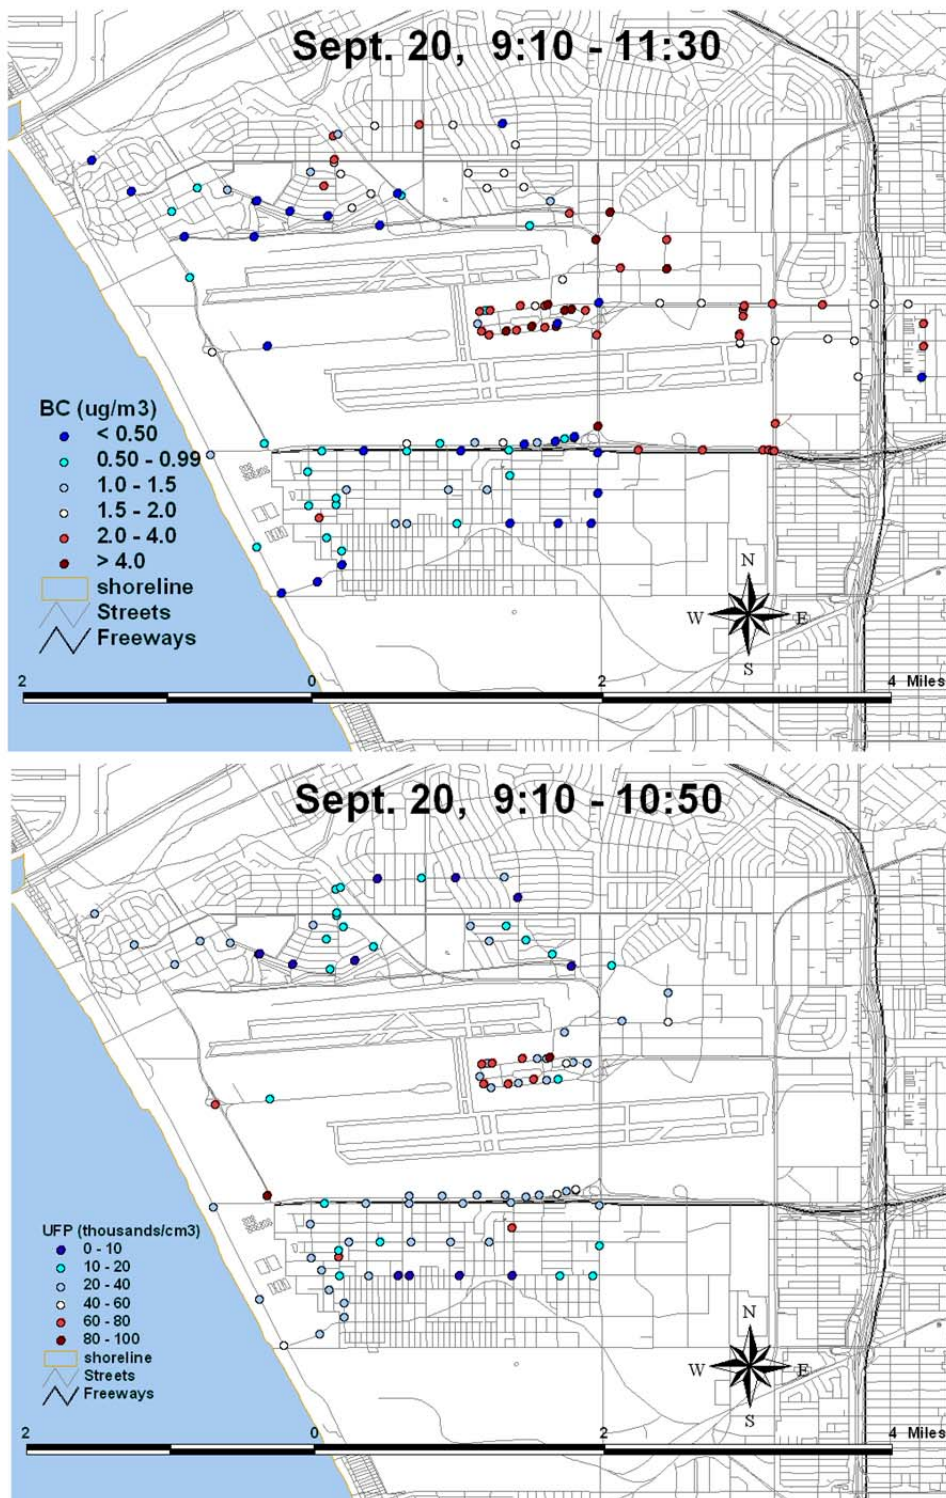 Sept. 20, 9:10 - 11:30
BC (ug/m3)
< 0.50
0.50 - 0.99
1.0 - 1.5
1.5 - 2.0
2.0 - 4.0
> 4.0
shoreline
Streets
Freeways
N
W E
S
2 0 2 4 Miles
Sept. 20, 9:10 - 10:50
UFP (thousands/cm3)
0 - 10
10 - 20
20 - 40
40 - 60
60 - 80
80 - 100
shoreline
Streets
Freeways
N
W E
S
2 0 2 4 Miles